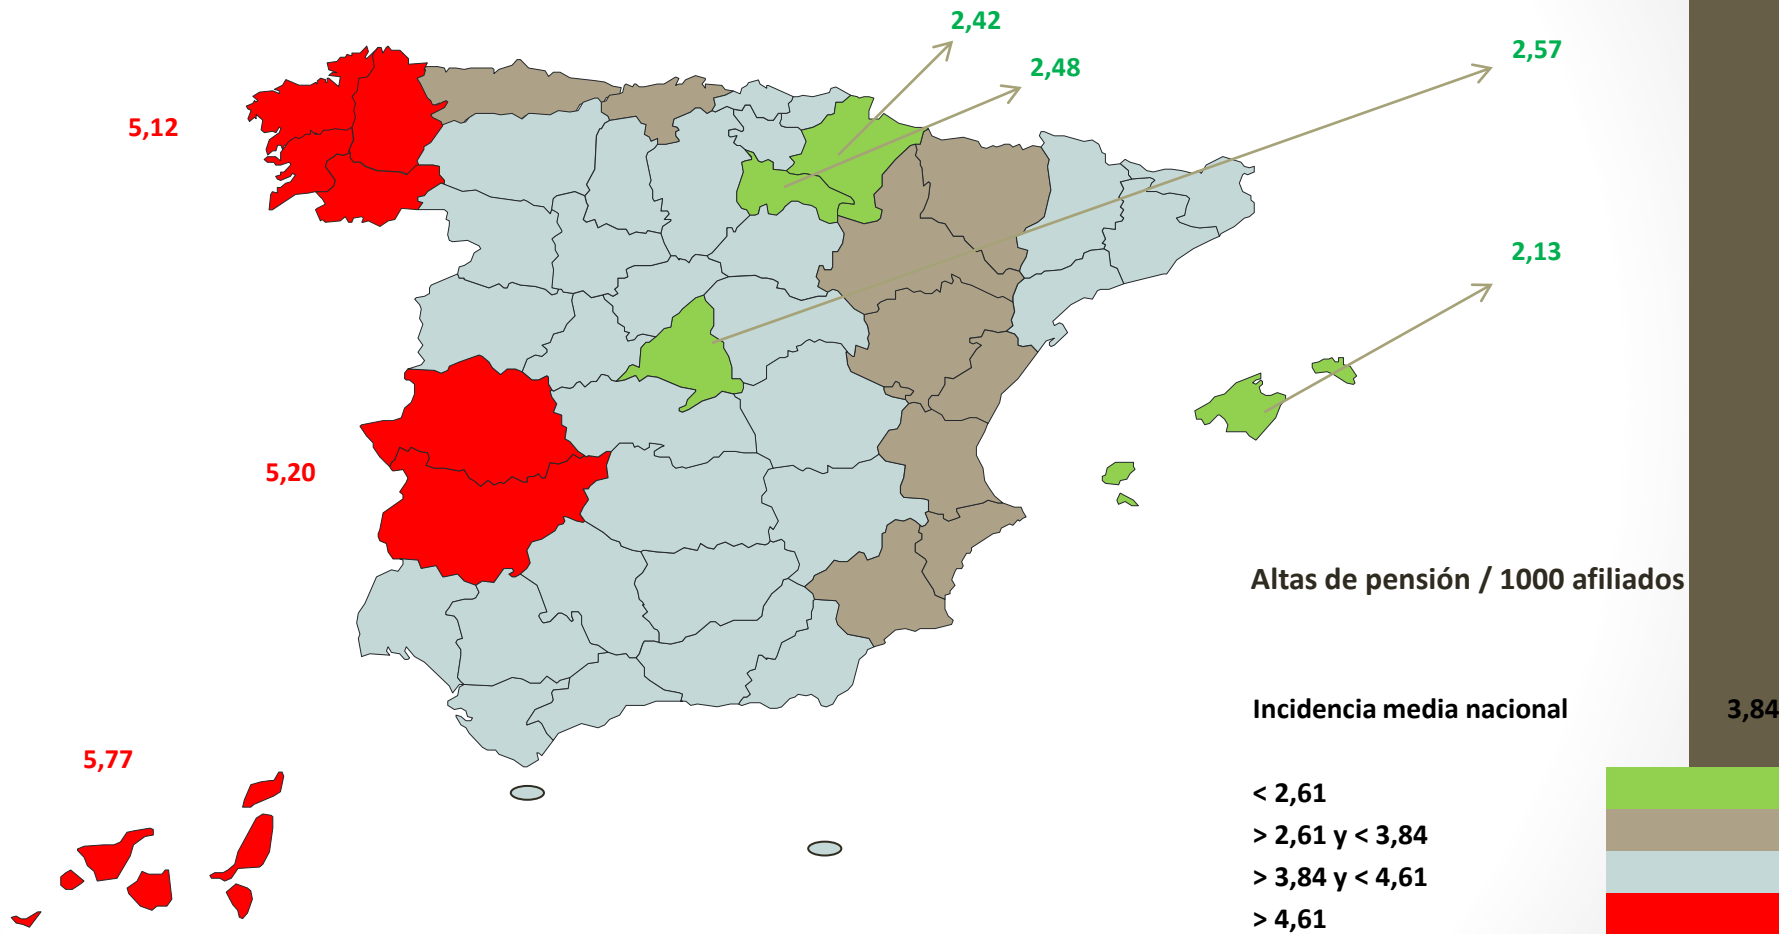 2,42
2,57
2,48
5,12
2,13
5,20
Altas de pensión / 1000 afiliados
Incidencia media nacional 3,84
5,77
< 2,61
> 2,61 y < 3,84
> 3,84 y < 4,61
> 4,61